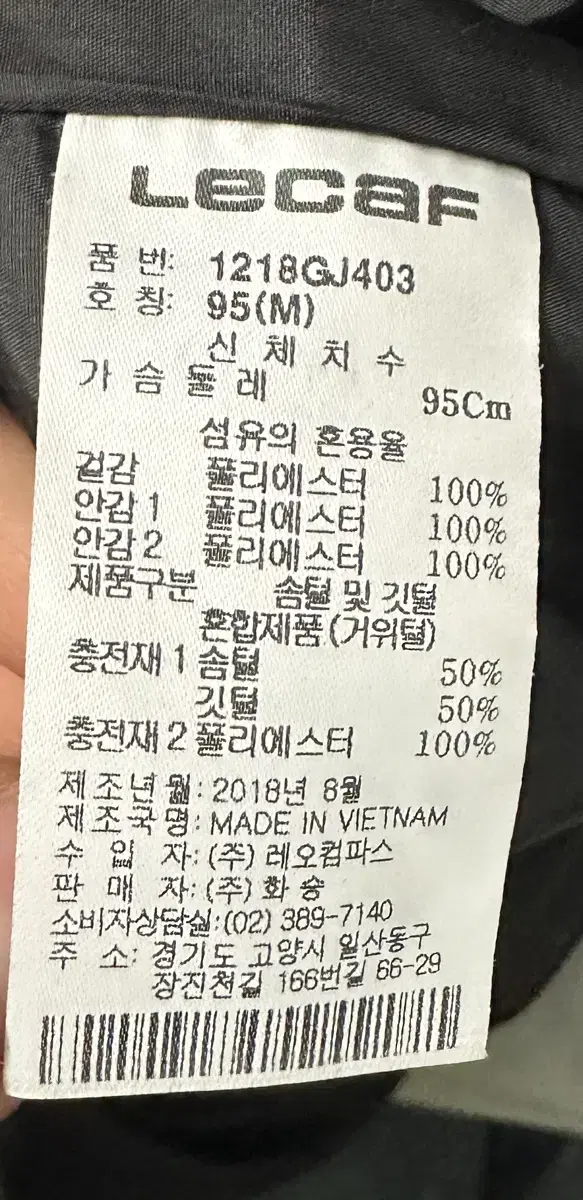 LECAF
품 번: 1218GJ403
호 칭: 95(M)
신 체 치 수
가 슴 둘 레 95Cm
섬유의 혼용율
겉감 폴리에스터 100%
안감 1 폴리에스터 100%
안감 2 폴리에스터 100%
제품구분 솜털 및 깃털
혼합제품(거위털)
충전재 1 솜털 50%
깃털 50%
충전재 2 폴리에스터 100%
제 조 년 월: 2018년 8월
제 조 국 명: MADE IN VIETNAM
수 입 자: (주) 레오컴파스
판 매 자: (주) 화 숭
소비자상담실:(02) 389-7140
주 소: 경기도 고양시 일산동구
장진천길 166번길 66-29